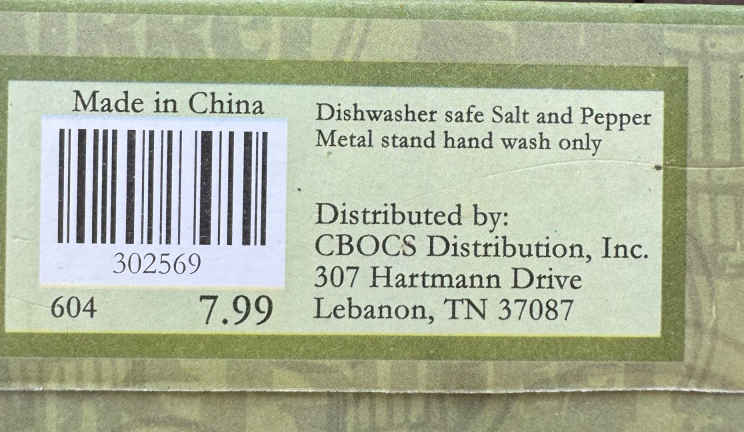 Made in China
302569
604 7.99
Dishwasher safe Salt and Pepper
Metal stand hand wash only
Distributed by:
CBOCS Distribution, Inc.
307 Hartmann Drive
Lebanon, TN 37087